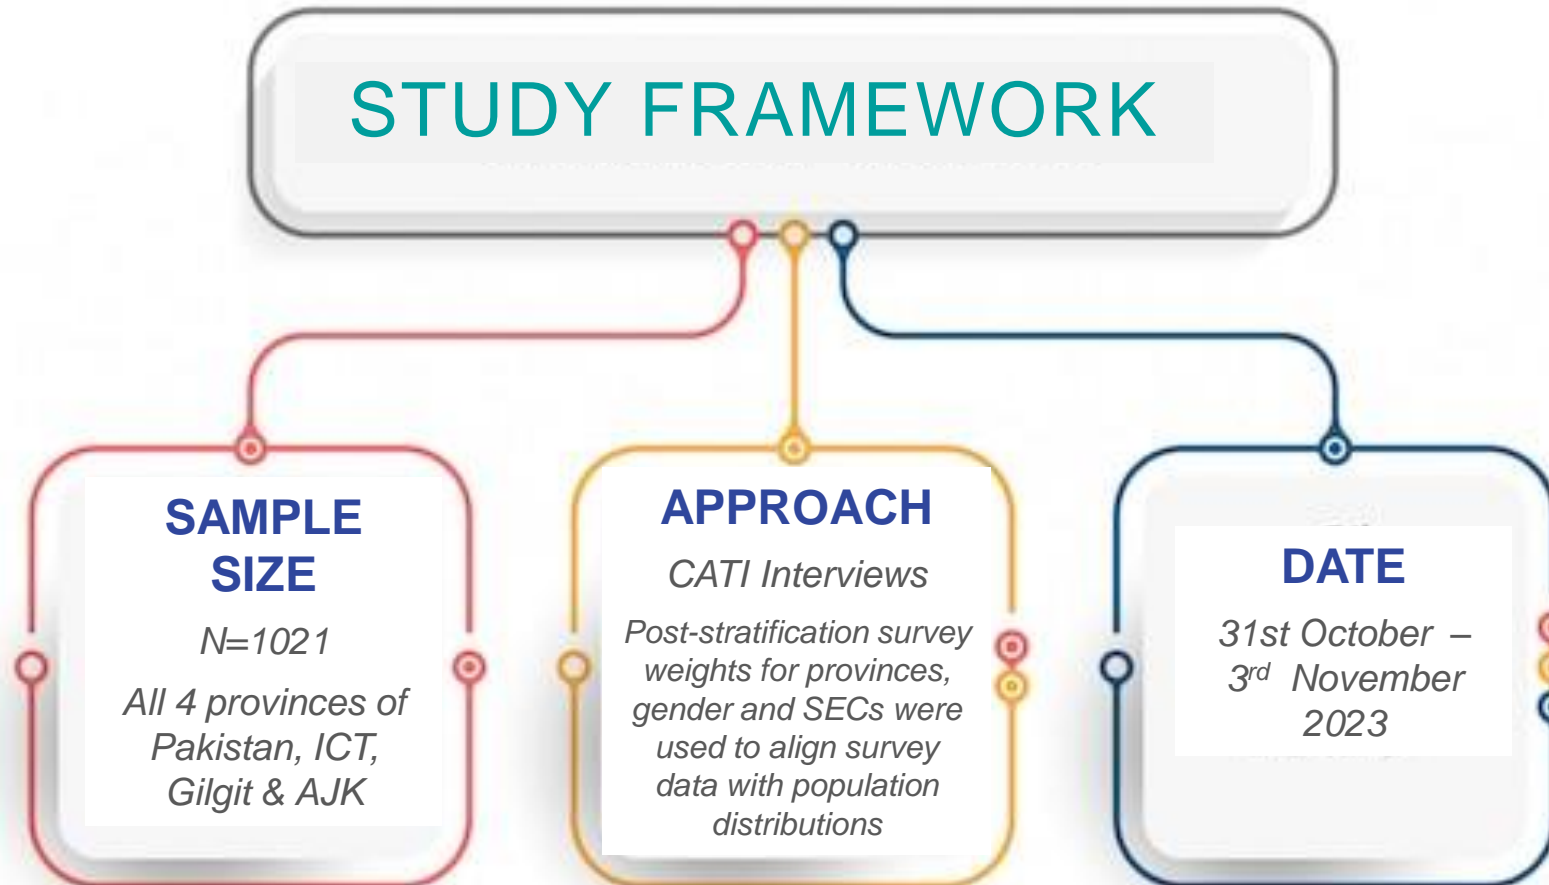 STUDY FRAMEWORK
SAMPLE
SIZE
N=1021
All 4 provinces of
Pakistan, ICT,
Gilgit & AJK
APPROACH
CATI Interviews
Post-stratification survey
weights for provinces,
gender and SECs were
used to align survey
data with population
distributions
DATE
31st October –
3rd November
2023